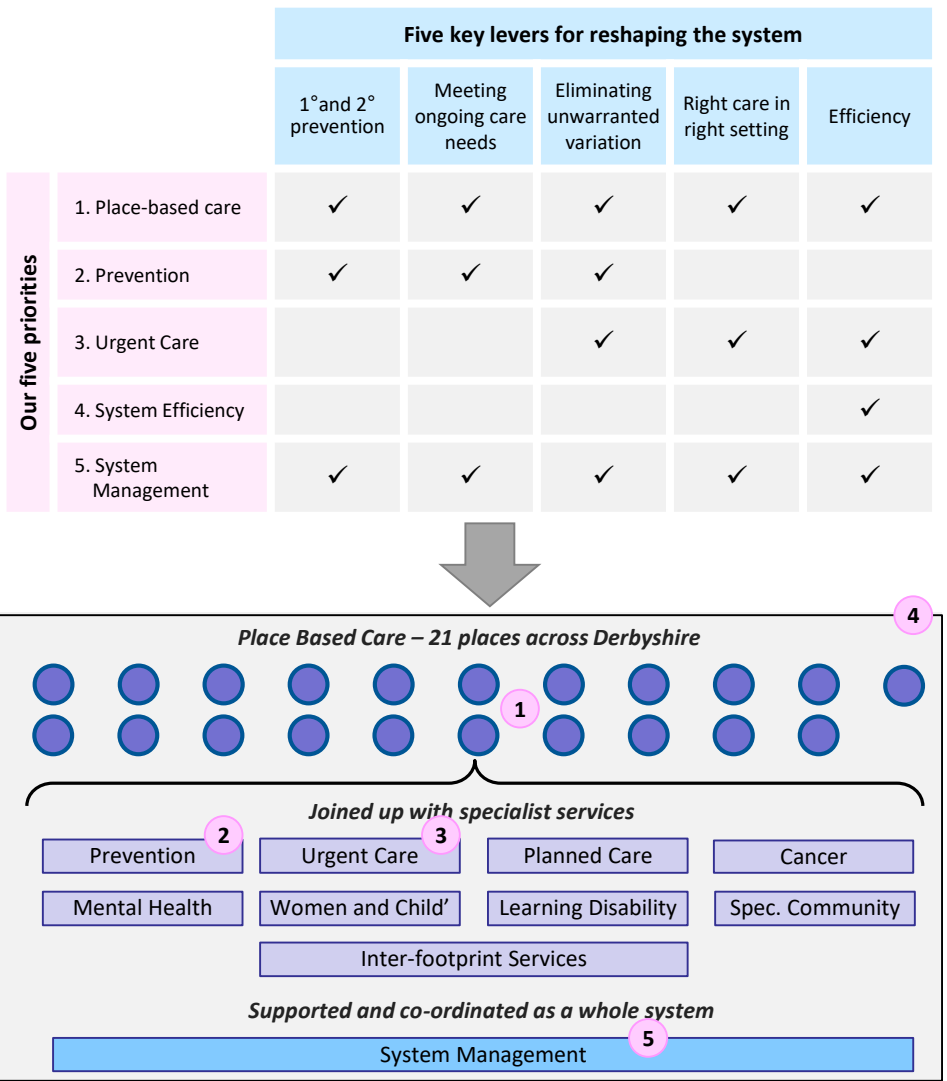 Five key levers for reshaping the system
1°and 2°
prevention
Meeting
ongoing care
needs
Eliminating
unwarranted
variation
Right care in
right setting
Efficiency
Our five priorities
1. Place-based care
✓ ✓ ✓ ✓ ✓
2. Prevention
✓ ✓ ✓
3. Urgent Care
✓ ✓ ✓
4. System Efficiency
✓
5. System
Management
✓ ✓ ✓ ✓ ✓
4
Place Based Care – 21 places across Derbyshire
1
Joined up with specialist services
2
3
Prevention
Urgent Care
Planned Care
Cancer
Mental Health
Women and Child'
Learning Disability
Spec. Community
Inter-footprint Services
Supported and co-ordinated as a whole system
5
System Management